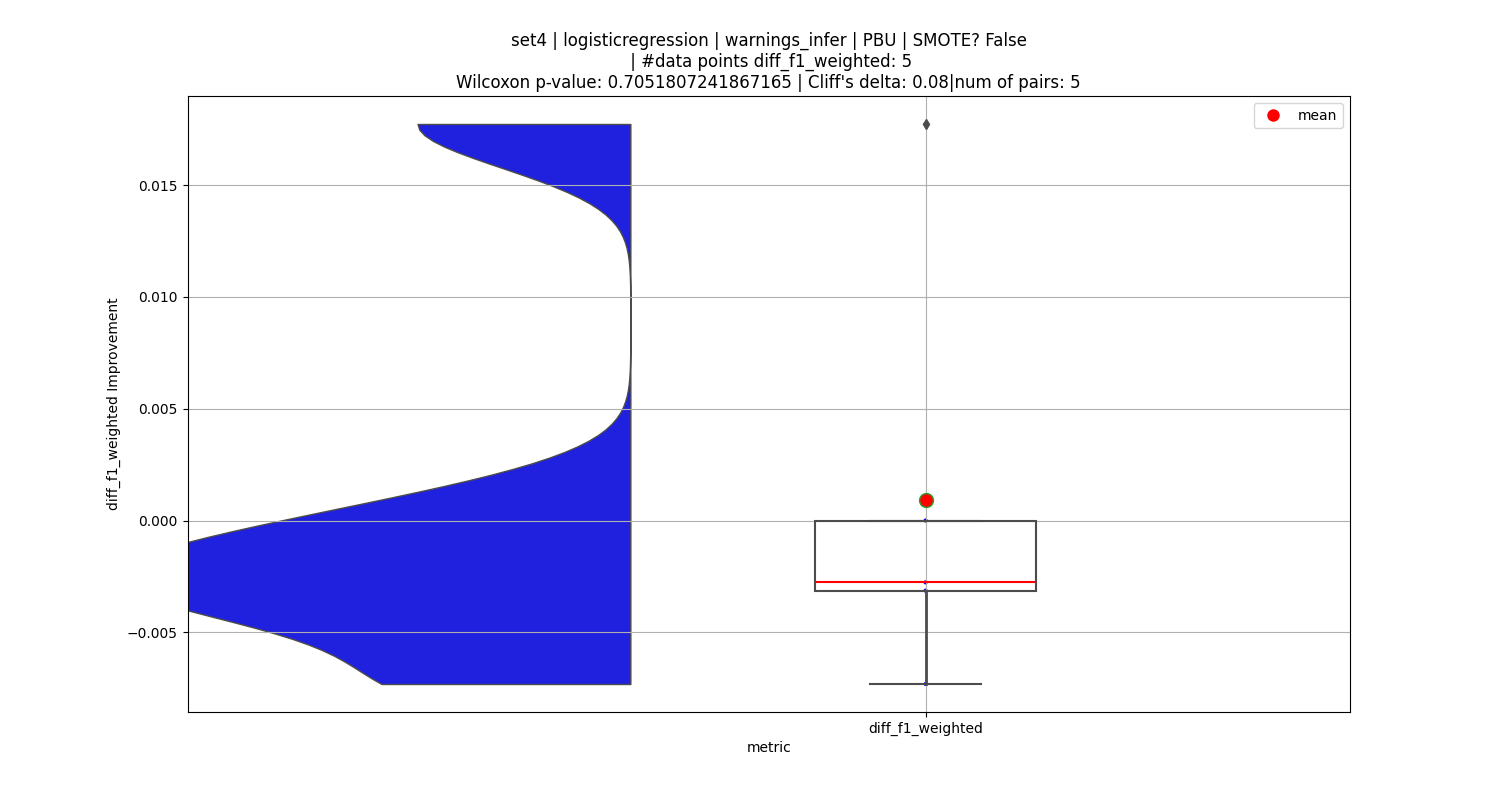 set4 | logisticregression | warnings_infer | PBU | SMOTE? False
| #data points diff_f1_weighted: 5
Wilcoxon p-value: 0.7051807241867165 | Cliff's delta: 0.08|num of pairs: 5
mean
0.015
0.010
0.005
0.000
−0.005
diff_f1_weighted Improvement
diff_f1_weighted
metric